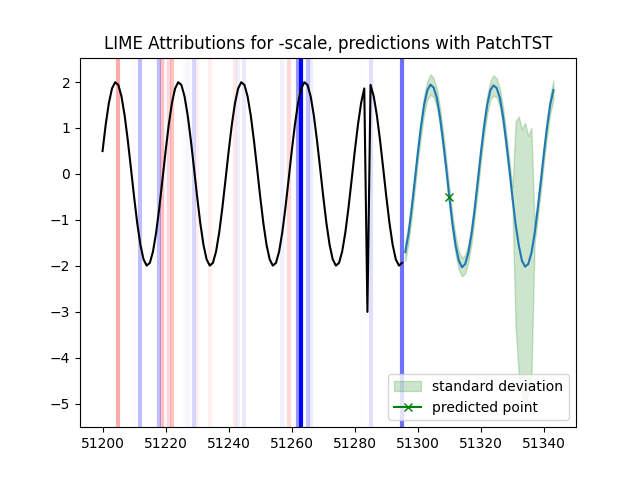 LIME Attributions for -scale, predictions with PatchTST
2
1
0
−1
−2
−3
−4
−5
standard deviation
predicted point
51200 51220 51240 51260 51280 51300 51320 51340